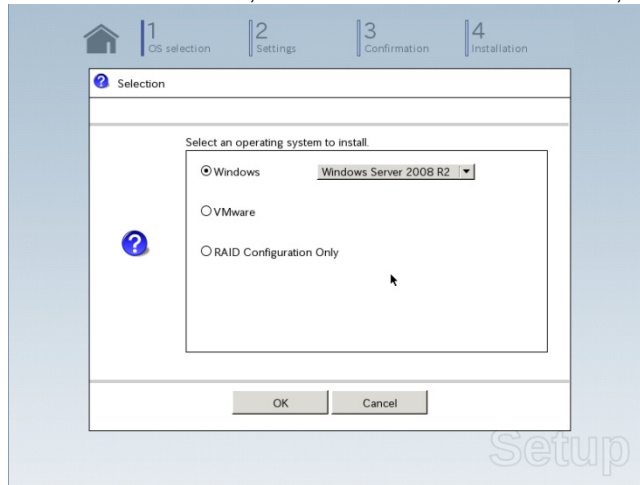 1
OS selection
2
Settings
3
Confirmation
4
Installation
Selection
Select an operating system to install.
Windows
Windows Server 2008 R2
VMware
RAID Configuration Only
OK
Cancel
Setup